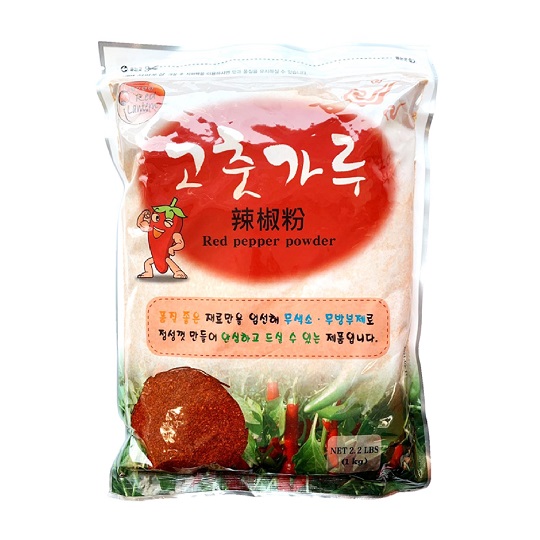 고춧가루
辣椒粉
Red pepper powder
품질 좋은 재료만을 엄선해 무색소·무방부제로
정성껏 만들어 안심하고 드실 수 있는 제품입니다.
NET 2.2 LBS
(1 kg)